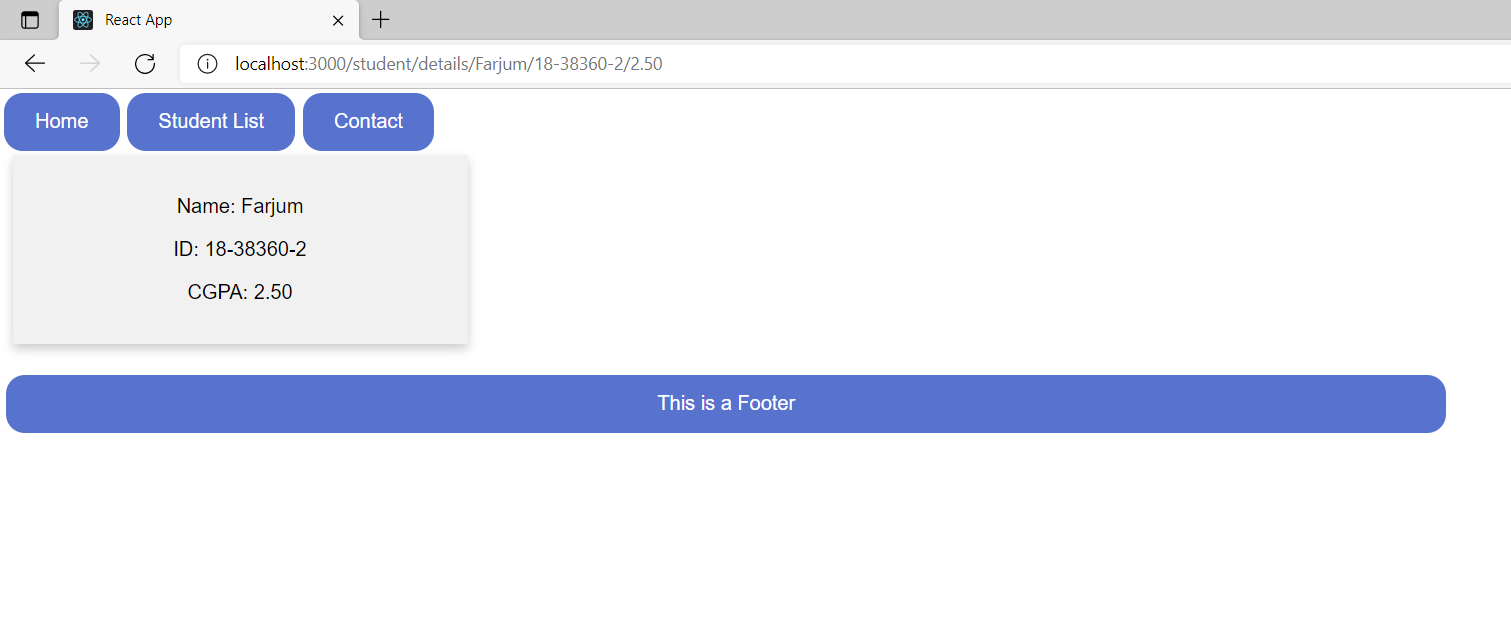 React App
localhost:3000/student/details/Farjum/18-38360-2/2.50
Home Student List Contact
Name: Farjum
ID: 18-38360-2
CGPA: 2.50
This is a Footer